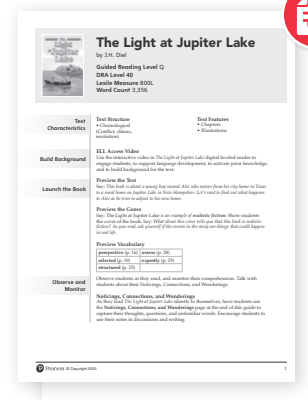 The Light at Jupiter Lake
by J.H. Diel
Guided Reading Level Q
DRA Level 40
Lexile Measure 800L
Word Count 3,356
Text
Characteristics
Text Structure
• Chronological
(Conflict, climax,
resolution)
Text Features
• Chapters
• Illustrations
Build Background
ELL Access Video
Use the interactive video in The Light at Jupiter Lake digital leveled reader to
engage students, to support language development, to activate prior knowledge,
and to build background for the text.
Launch the Book
Preview the Text
Say: This book is about a young boy named Alec who moves from his city home in Texas
to a rural home on Jupiter Lake in New Hampshire. Let's read to find out what happens
to Alec as he tries to adjust to his new home.
Preview the Genre
Say: The Light at Jupiter Lake is an example of realistic fiction. Show students
the cover of the book. Say: What about this cover tells you that this book is realistic
fiction? As you read, ask yourself if the events in the story are things that could happen
in real life.
Preview Vocabulary
perspective (p. 16)
assess (p. 28)
selected (p. 19)
expertly (p. 29)
structured (p. 25)
Observe and
Monitor
Observe students as they read, and monitor their comprehension. Talk with
students about their Noticings, Connections, and Wonderings.
Noticings, Connections, and Wonderings
As they read The Light at Jupiter Lake silently to themselves, have students use
the Noticings, Connections, and Wonderings page at the end of this guide to
capture their thoughts, questions, and unfamiliar words. Encourage students to
use their notes in discussions and writing.
Pearson © Copyright 2020
1